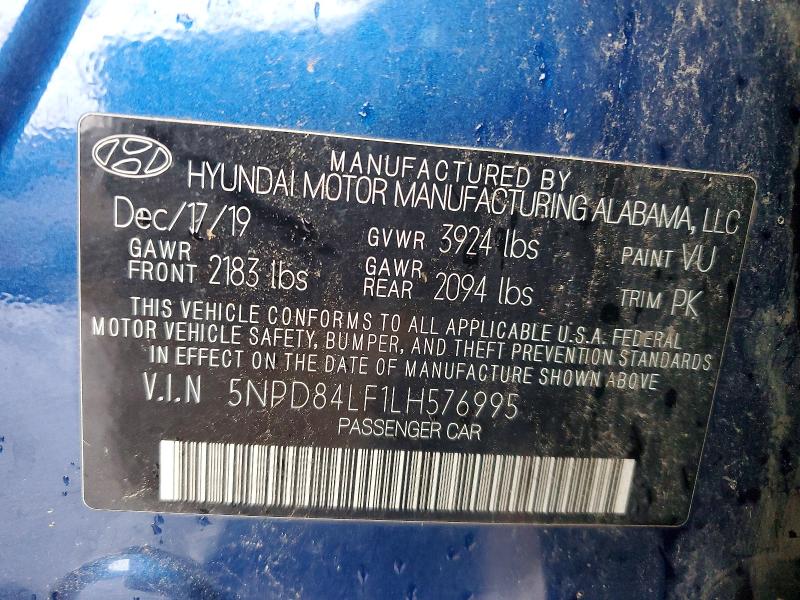 MANUFACTURED BY
HYUNDAI MOTOR MANUFACTURING ALABAMA, LLC
Dec/17/19 GVWR 3924 lbs PAINT VU
GAWR FRONT 2183 lbs GAWR REAR 2094 lbs TRIM PK
THIS VEHICLE CONFORMS TO ALL APPLICABLE U.S.A. FEDERAL
MOTOR VEHICLE SAFETY, BUMPER, AND THEFT PREVENTION STANDARDS
IN EFFECT ON THE DATE OF MANUFACTURE SHOWN ABOVE
V.I.N 5NPD84LF1LH576995
PASSENGER CAR